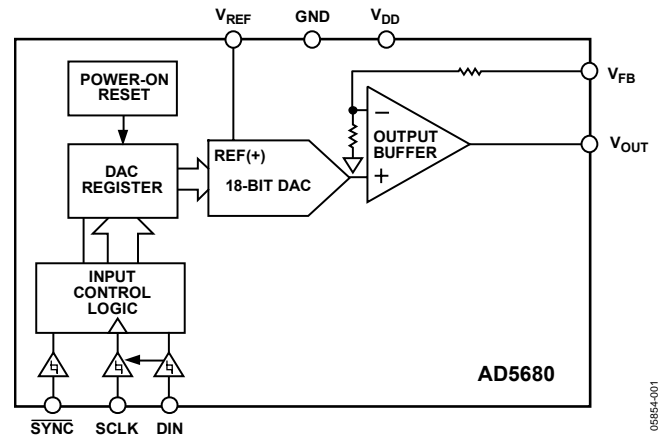 VREF GND VDD
POWER-ON
RESET
VFB
REF(+)
OUTPUT
BUFFER
–
+
VOUT
DAC
REGISTER
18-BIT DAC
INPUT
CONTROL
LOGIC
AD5680
SYNC SCLK DIN
05854-001